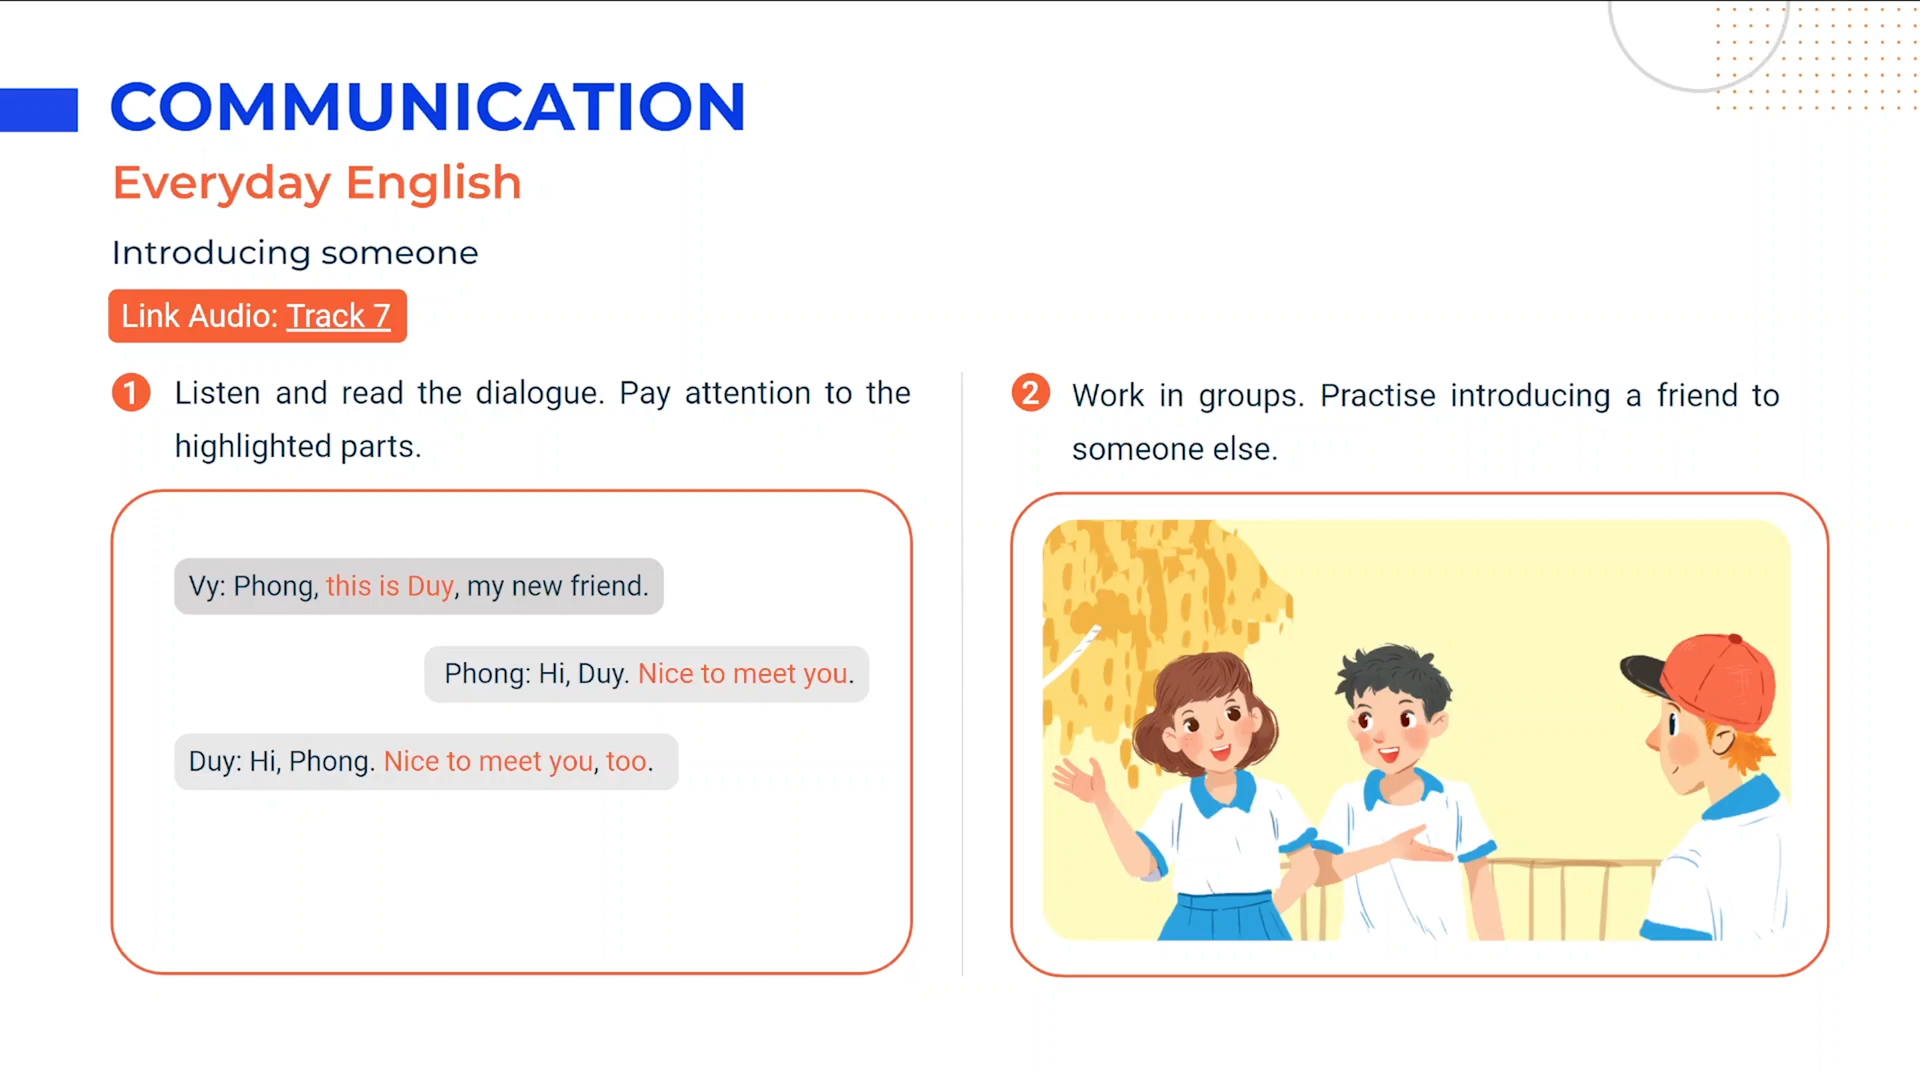 COMMUNICATION
Everyday English
Introducing someone
Link Audio: Track 7
1 Listen and read the dialogue. Pay attention to the
highlighted parts.
Vy: Phong, this is Duy, my new friend.
Phong: Hi, Duy. Nice to meet you.
Duy: Hi, Phong. Nice to meet you, too.
2 Work in groups. Practise introducing a friend to
someone else.